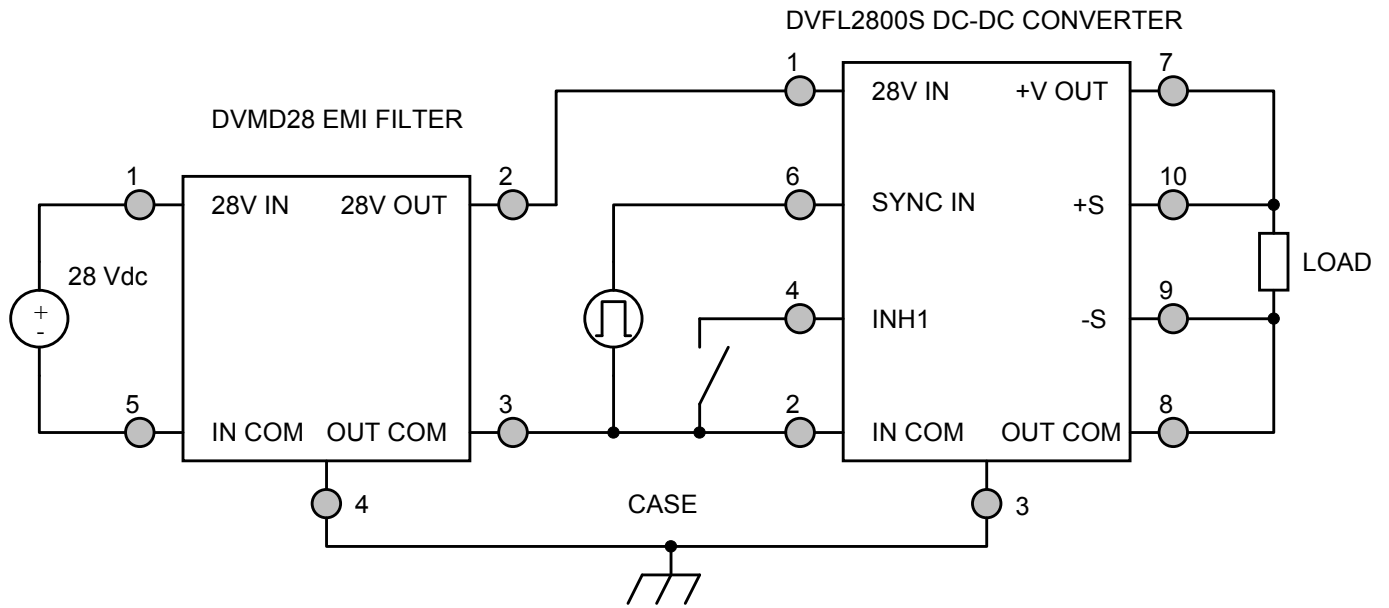 DVFL2800S DC-DC CONVERTER
1
7
28V IN
+V OUT
DVMD28 EMI FILTER
1
2
6
10
28V IN
28V OUT
SYNC IN
+S
28 Vdc
LOAD
4
9
+
-
INH1
-S
5
3
2
8
IN COM
OUT COM
IN COM
OUT COM
4
CASE
3